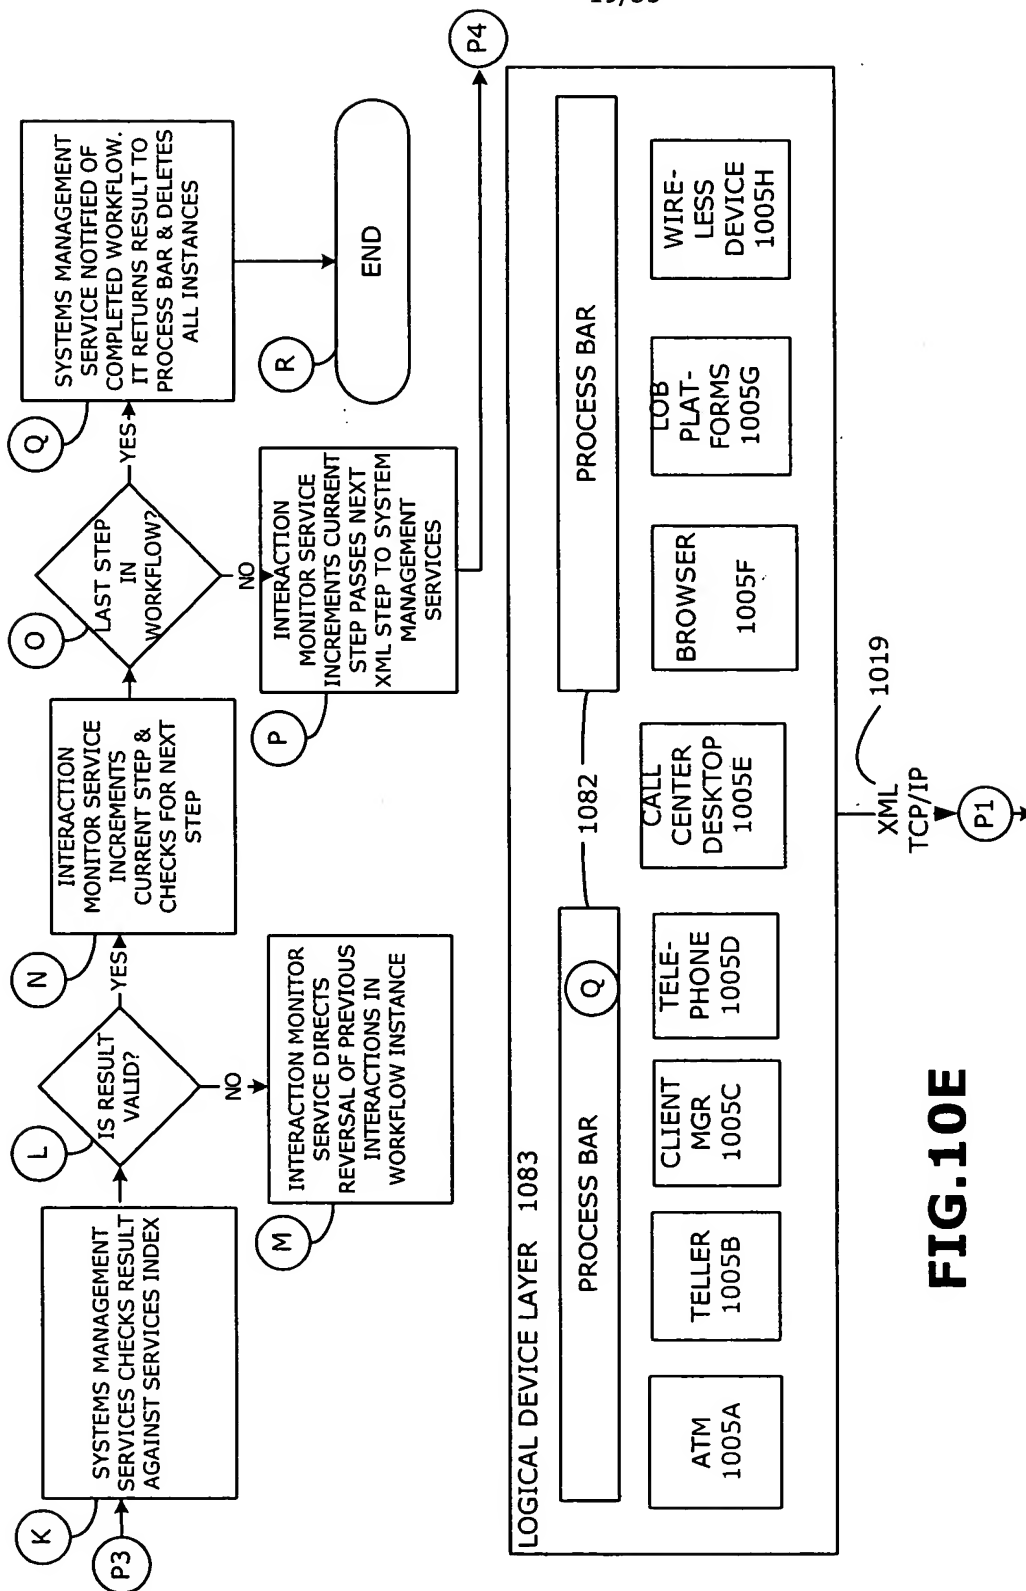 K
SYSTEMS MANAGEMENT
SERVICES CHECKS RESULT
AGAINST SERVICES INDEX
P3
L
IS RESULT
VALID?
YES
NO
M
INTERACTION MONITOR
SERVICE DIRECTS
REVERSAL OF PREVIOUS
INTERACTIONS IN
WORKFLOW INSTANCE
N
INTERACTION
MONITOR SERVICE
INCREMENTS
CURRENT STEP &
CHECKS FOR NEXT
STEP
O
LAST STEP
IN
WORKFLOW?
YES
NO
P
INTERACTION
MONITOR SERVICE
INCREMENTS CURRENT
STEP PASSES NEXT
XML STEP TO SYSTEM
MANAGEMENT
SERVICES
Q
SYSTEMS MANAGEMENT
SERVICE NOTIFIED OF
COMPLETED WORKFLOW.
IT RETURNS RESULT TO
PROCESS BAR & DELETES
ALL INSTANCES
R
END
P4
LOGICAL DEVICE LAYER 1083
PROCESS BAR
Q
1082
PROCESS BAR
ATM
1005A
TELLER
1005B
CLIENT
MGR
1005C
TELE-
PHONE
1005D
CALL
CENTER
DESKTOP
1005E
BROWSER
1005F
LOB
PLAT-
FORMS
1005G
WIRE-
LESS
DEVICE
1005H
XML
TCP/IP
1019
P1
FIG.10E